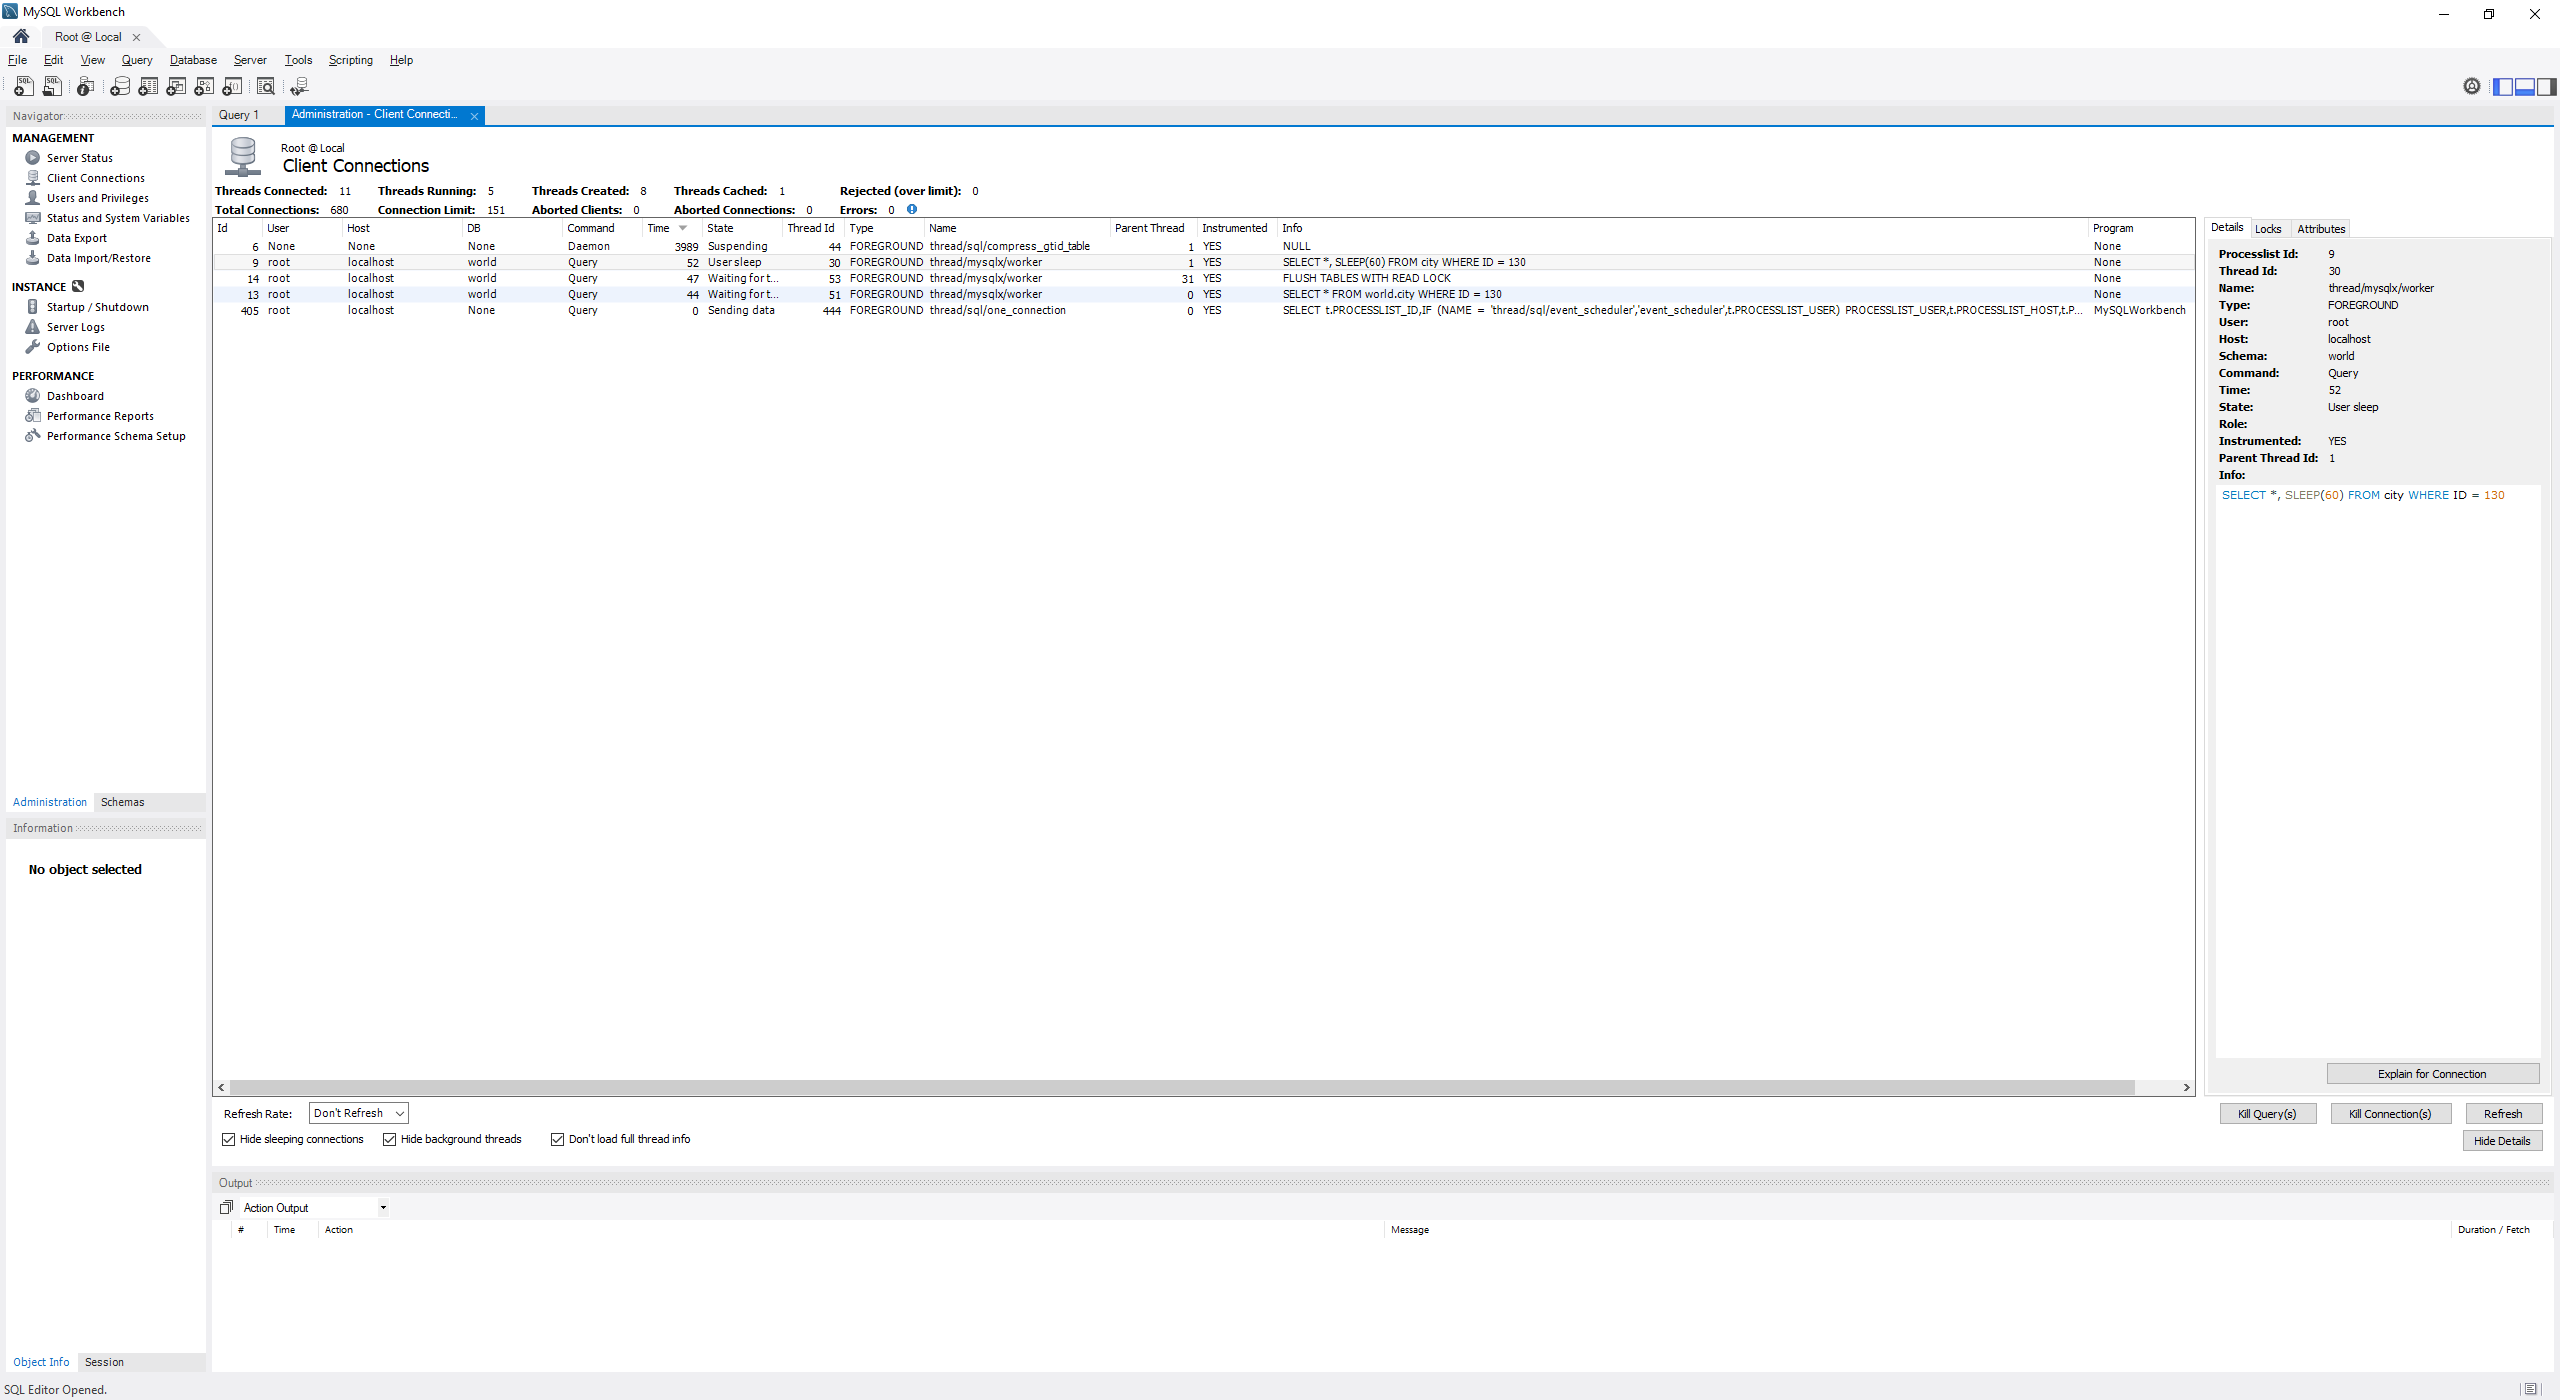 MySQL Workbench
Root @ Local
File Edit View Query Database Server Tools Scripting Help
Navigator
MANAGEMENT
Server Status
Client Connections
Users and Privileges
Status and System Variables
Data Export
Data Import/Restore
INSTANCE
Startup / Shutdown
Server Logs
Options File
PERFORMANCE
Dashboard
Performance Reports
Performance Schema Setup
Administration Schemas
Information
No object selected
Object Info Session
Query 1 Administration - Client Connecti...
Root @ Local
Client Connections
Threads Connected: 11 Threads Running: 5 Threads Created: 8 Threads Cached: 1 Rejected (over limit): 0
Total Connections: 680 Connection Limit: 151 Aborted Clients: 0 Aborted Connections: 0 Errors: 0
Id User Host DB Command Time State Thread Id Type Name Parent Thread Instrumented Info Program
6 None None None Daemon 3989 Suspending 44 FOREGROUND thread/sql/compress_gtid_table 1 YES NULL None
9 root localhost world Query 52 User sleep 30 FOREGROUND thread/mysqlx/worker 1 YES SELECT *, SLEEP(60) FROM city WHERE ID = 130 None
14 root localhost world Query 47 Waiting for t... 53 FOREGROUND thread/mysqlx/worker 31 YES FLUSH TABLES WITH READ LOCK None
13 root localhost world Query 44 Waiting for t... 51 FOREGROUND thread/mysqlx/worker 0 YES SELECT * FROM world.city WHERE ID = 130 None
405 root localhost None Query 0 Sending data 444 FOREGROUND thread/sql/one_connection 0 YES SELECT t.PROCESSLIST_ID,IF (NAME = 'thread/sql/event_scheduler','event_scheduler',t.PROCESSLIST_USER) PROCESSLIST_USER,t.PROCESSLIST_HOST,t.P... MySQLWorkbench
Details Locks Attributes
Processlist Id: 9
Thread Id: 30
Name: thread/mysqlx/worker
Type: FOREGROUND
User: root
Host: localhost
Schema: world
Command: Query
Time: 52
State: User sleep
Role:
Instrumented: YES
Parent Thread Id: 1
Info:
SELECT *, SLEEP(60) FROM city WHERE ID = 130
Explain for Connection
Refresh Rate: Don't Refresh
Kill Query(s) Kill Connection(s) Refresh
Hide sleeping connections Hide background threads Don't load full thread info
Hide Details
Output
Action Output
# Time Action Message Duration / Fetch
SQL Editor Opened.